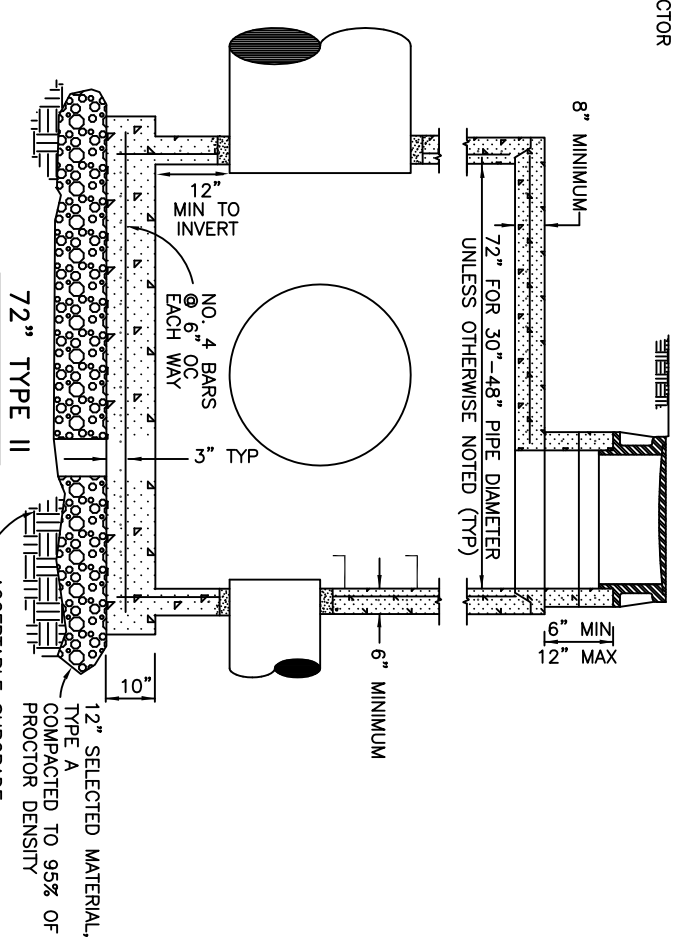 CTOR
8" MINIMUM
72" FOR 30"-48" PIPE DIAMETER
UNLESS OTHERWISE NOTED (TYP)
6" MIN
12" MAX
12"
MIN TO
INVERT
NO. 4 BARS
@ 6" OC
EACH WAY
3" TYP
6" MINIMUM
10"
12" SELECTED MATERIAL,
TYPE A
COMPACTED TO 95% OF
PROCTOR DENSITY
72" TYPE II